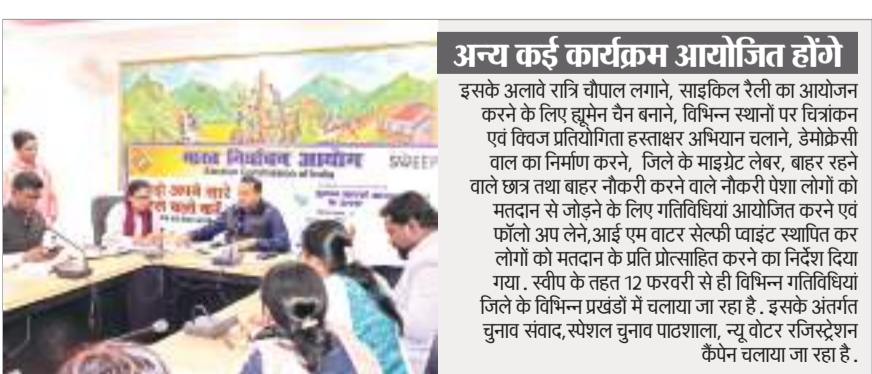 अन्य कई कार्यक्रम आयोजित होंगे
इसके अलावे रात्रि चौपाल लगाने, साइकिल रैली का आयोजन
करने के लिए ह्यूमेन चैन बनाने, विभिन्न स्थानों पर चित्रांकन
एवं क्विज प्रतियोगिता हस्ताक्षर अभियान चलाने, डेमोक्रेसी
वाल का निर्माण करने, जिले के माइग्रेट लेबर, बाहर रहने
वाले छात्र तथा बाहर नौकरी करने वाले नौकरी पेशा लोगों को
मतदान से जोड़ने के लिए गतिविधियां आयोजित करने एवं
फॉलो अप लेने,आई एम वाटर सेल्फी प्वाइंट स्थापित कर
लोगों को मतदान के प्रति प्रोत्साहित करने का निर्देश दिया
गया . स्वीप के तहत 12 फरवरी से ही विभिन्न गतिविधियां
जिले के विभिन्न प्रखंडों में चलाया जा रहा है . इसके अंतर्गत
चुनाव संवाद,स्पेशल चुनाव पाठशाला, न्यू वोटर रजिस्ट्रेशन
कैंपेन चलाया जा रहा है .
भारत निर्वाचन आयोग
Election Commission of India
SVEEP